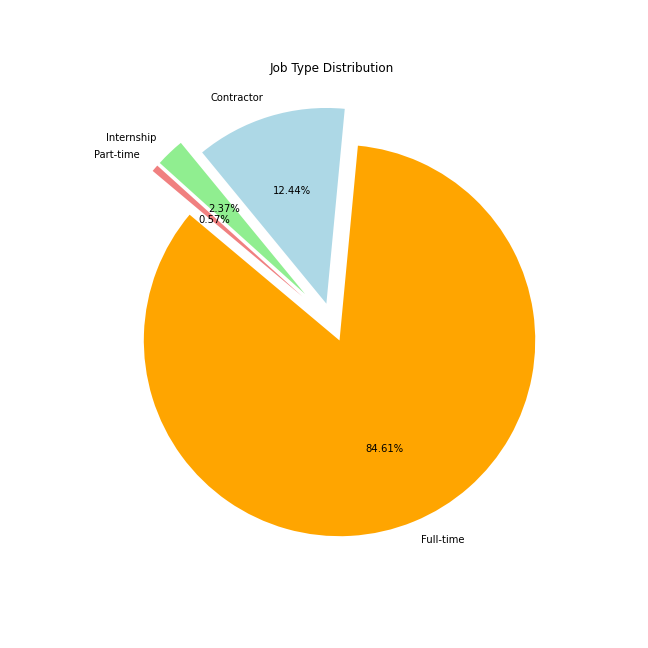 Job Type Distribution
Contractor
Internship
Part-time
12.44%
2.37%
0.57%
84.61%
Full-time